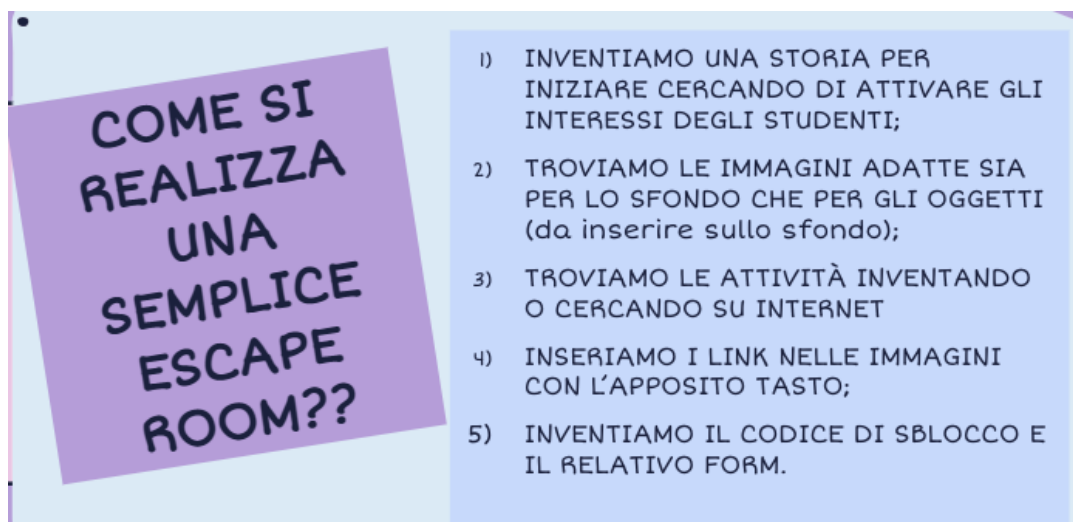 COME SI
REALIZZA
UNA
SEMPLICE
ESCAPE
ROOM??
1) INVENTIAMO UNA STORIA PER
INIZIARE CERCANDO DI ATTIVARE GLI
INTERESSI DEGLI STUDENTI;
2) TROVIAMO LE IMMAGINI ADATTE SIA
PER LO SFONDO CHE PER GLI OGGETTI
(da inserire sullo sfondo);
3) TROVIAMO LE ATTIVITÀ INVENTANDO
O CERCANDO SU INTERNET
4) INSERIAMO I LINK NELLE IMMAGINI
CON L'APPOSITO TASTO;
5) INVENTIAMO IL CODICE DI SBLOCCO E
IL RELATIVO FORM.